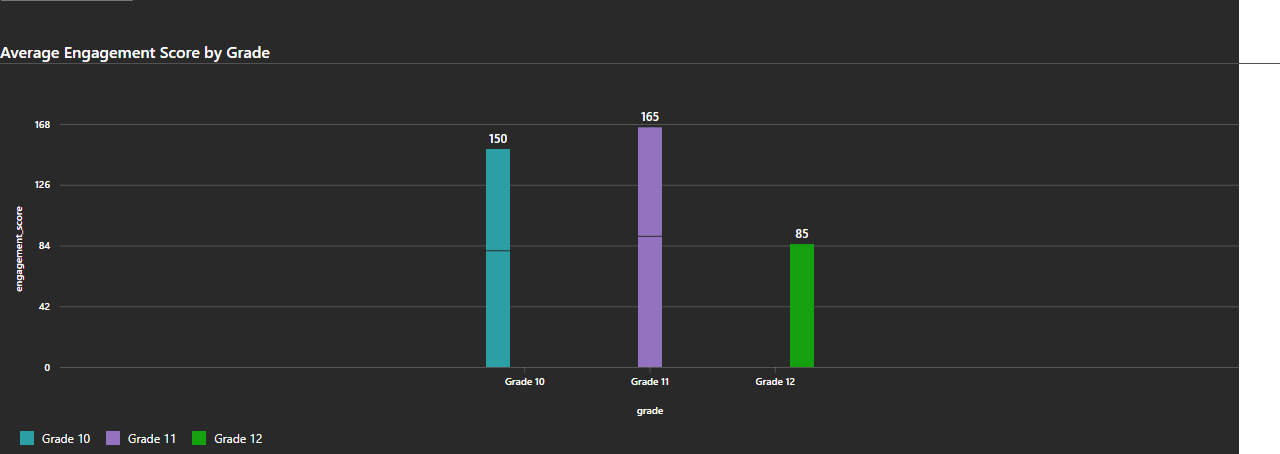 Average Engagement Score by Grade
165
168
150
126
85
84
42
0
engagement_score
Grade 10 Grade 11 Grade 12
grade
Grade 10 Grade 11 Grade 12